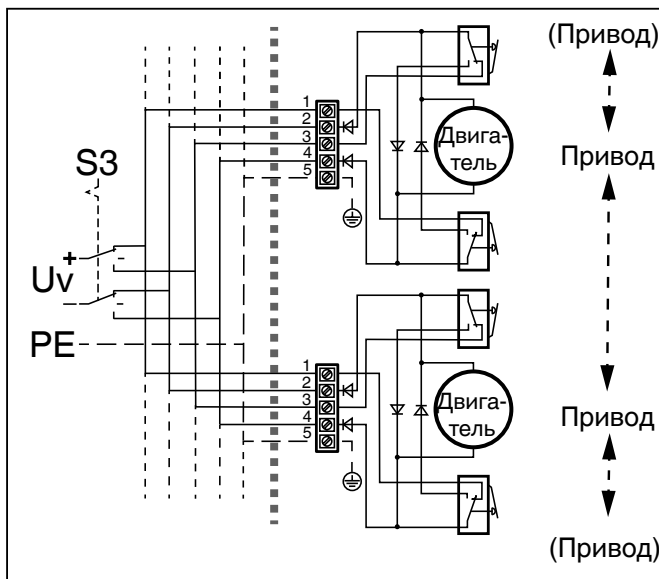 (Привод)
1
2
3
4
5
Двига-
тель
Привод
S3
+
-
Uv
-
PE
1
2
3
4
5
Двига-
тель
Привод
(Привод)